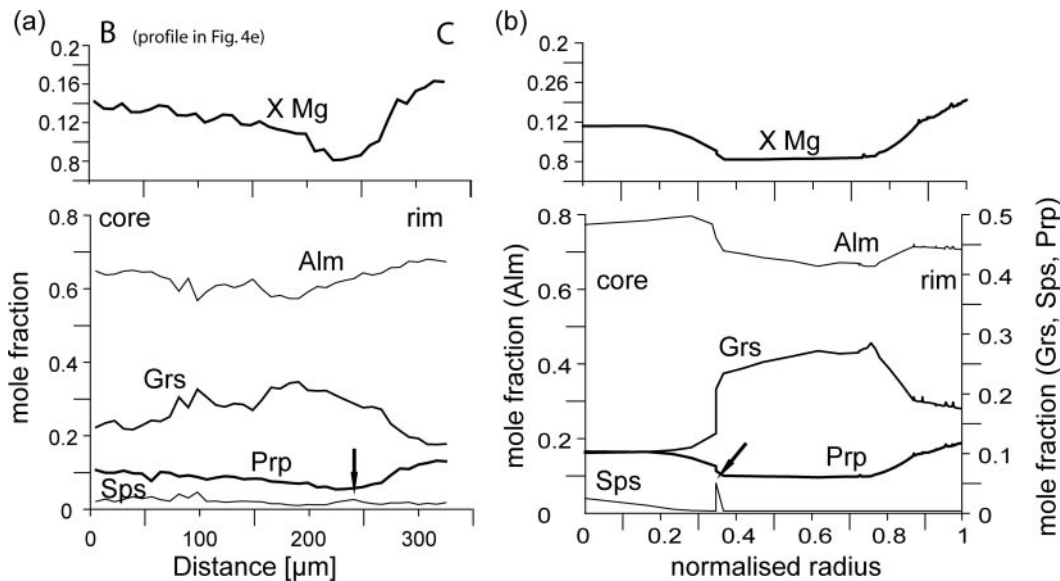 (a)
B (profile in Fig. 4e) C
0.2
0.16
0.12
0.8
X Mg
0.8
0.6
0.4
0.2
0
core
rim
Alm
Grs
Prp
Sps
mole fraction
0 100 200 300
Distance [µm]
(b)
0.2
0.26
0.12
0.8
X Mg
0.8
0.6
0.4
0.2
0
core
rim
Alm
Grs
Prp
Sps
mole fraction (Alm)
0.5
0.4
0.3
0.2
0.1
0
mole fraction (Grs, Sps, Prp)
0 0.2 0.4 0.6 0.8 1
normalised radius